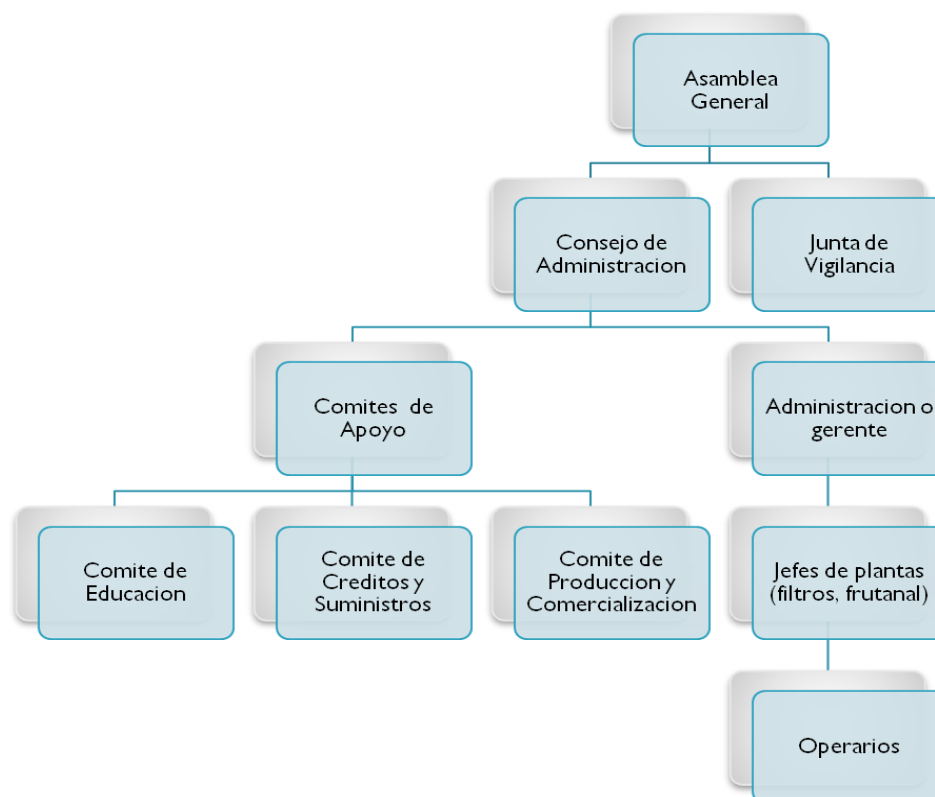 Asamblea
General
Consejo de
Administracion
Junta de
Vigilancia
Comites de
Apoyo
Administracion o
gerente
Comite de
Educacion
Comite de
Creditos y
Suministros
Comite de
Produccion y
Comercializacion
Jefes de plantas
(filtros, frutanal)
Operarios